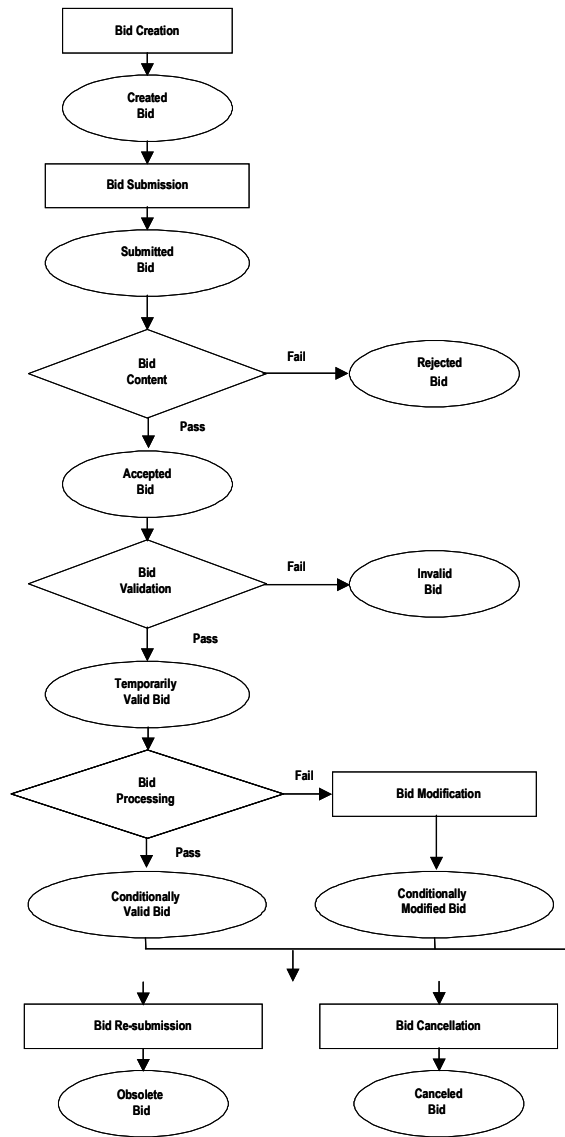 Bid Creation
Created
Bid
Bid Submission
Submitted
Bid
Bid
Content
Fail
Rejected
Bid
Pass
Accepted
Bid
Bid
Validation
Fail
Invalid
Bid
Pass
Temporarily
Valid Bid
Bid
Processing
Fail
Bid Modification
Pass
Conditionally
Valid Bid
Conditionally
Modified Bid
Bid Re-submission
Bid Cancellation
Obsolete
Bid
Canceled
Bid